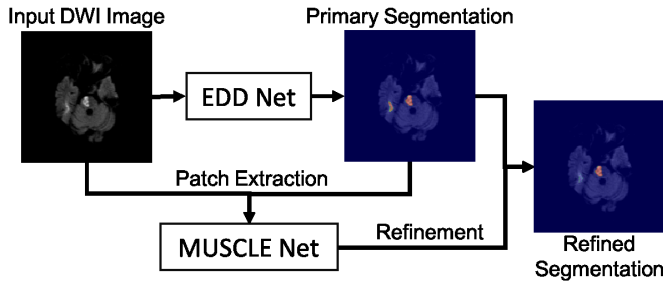 Input DWI Image
Primary Segmentation
EDD Net
Patch Extraction
MUSCLE Net
Refinement
Refined
Segmentation